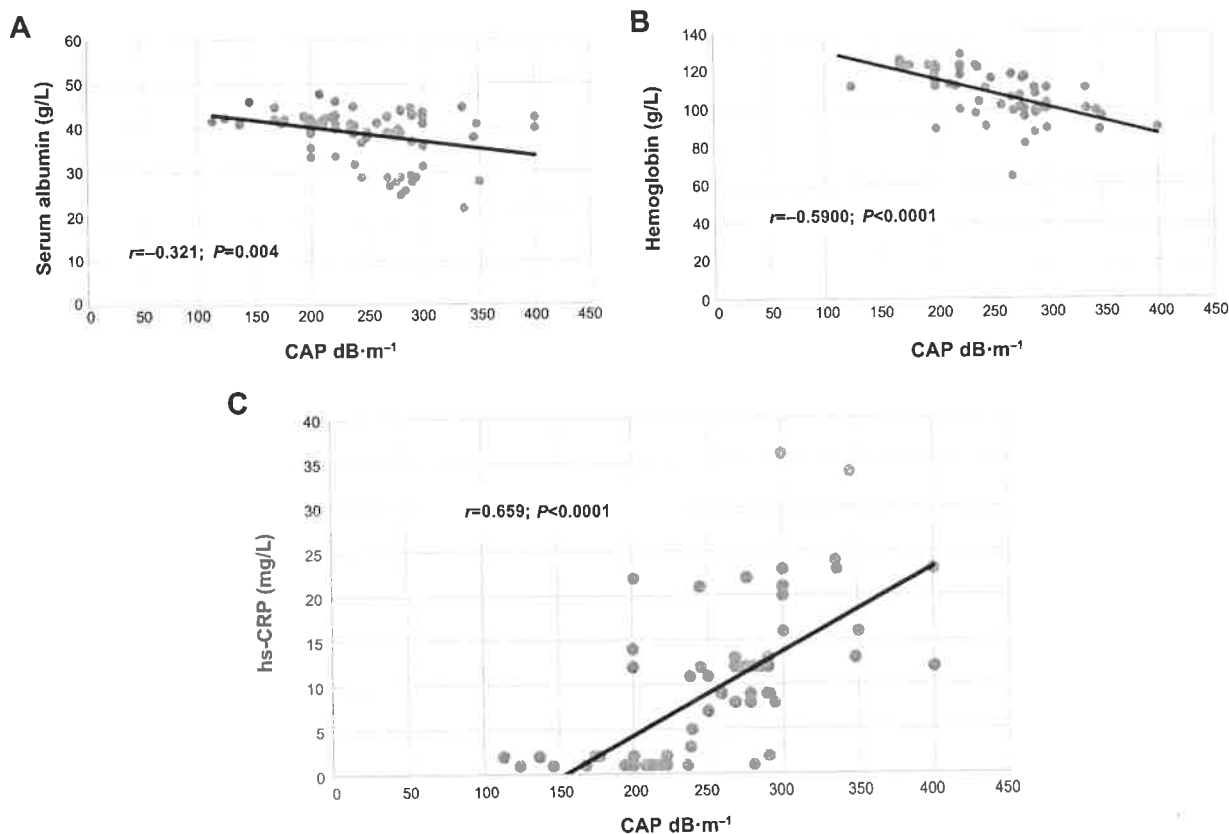 A
60
50
40
30
20
10
0
Serum albumin (g/L)
r=–0.321; P=0.004
0 50 100 150 200 250 300 350 400 450
CAP dB·m⁻¹
B
140
120
100
80
60
40
20
0
Hemoglobin (g/L)
r=–0.5900; P<0.0001
0 50 100 150 200 250 300 350 400 450
CAP dB·m⁻¹
C
40
35
30
25
20
15
10
5
0
hs-CRP (mg/L)
r=0.659; P<0.0001
0 50 100 150 200 250 300 350 400 450
CAP dB·m⁻¹